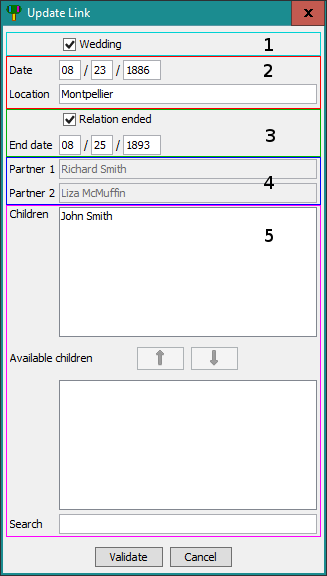 Update Link
x
Wedding 1
Date 08 / 23 / 1886 2
Location Montpellier
Relation ended
End date 08 / 25 / 1893 3
Partner 1 Richard Smith
Partner 2 Liza McMuffin 4
Children John Smith 5
Available children
Search
Validate Cancel